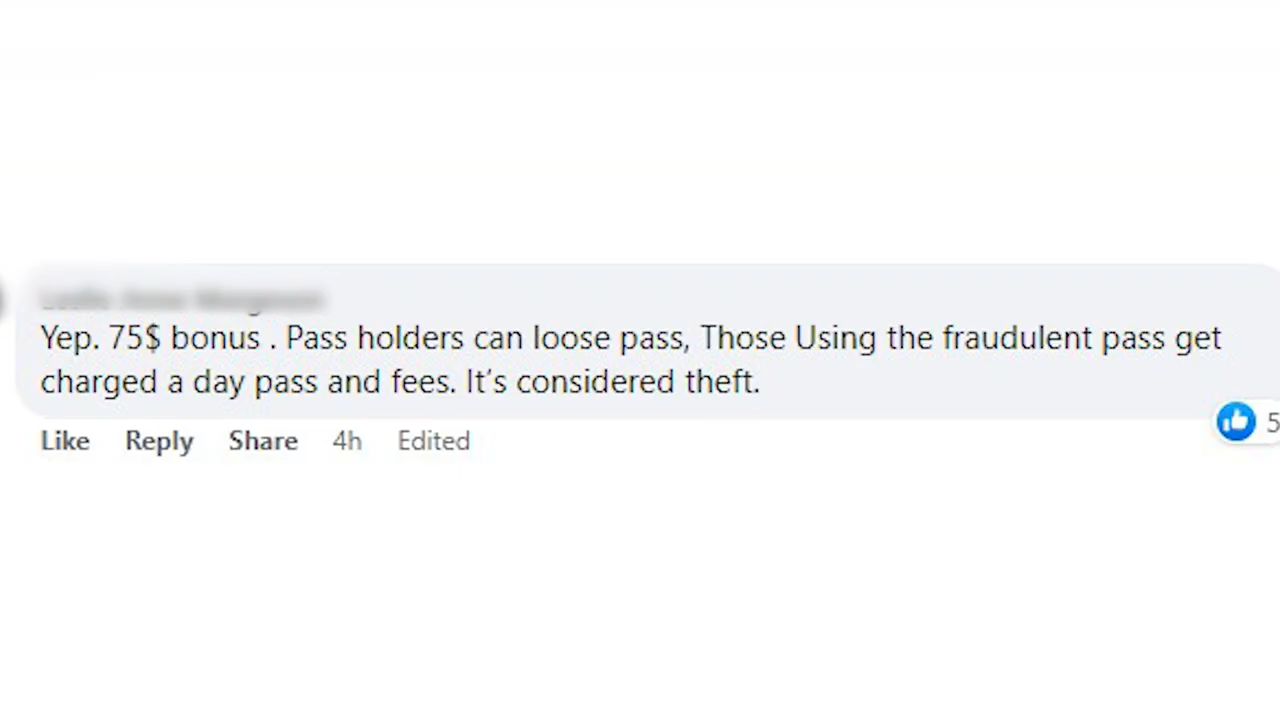 Yep. 75$ bonus . Pass holders can loose pass, Those Using the fraudulent pass get
charged a day pass and fees. It’s considered theft.
Like Reply Share 4h Edited
5